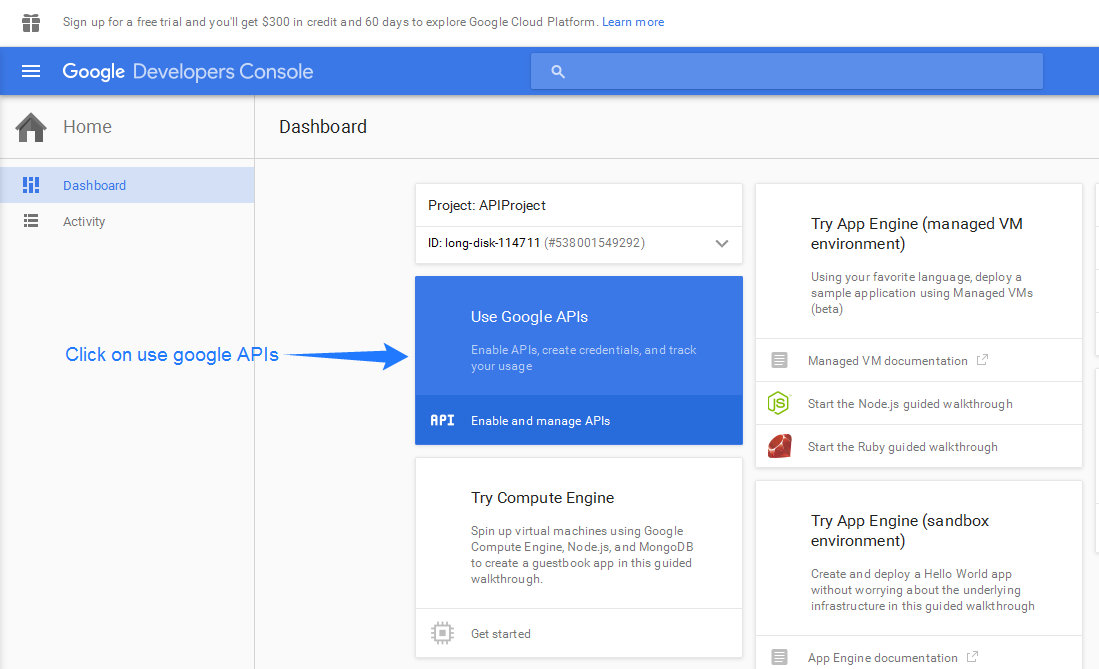 Sign up for a free trial and you'll get $300 in credit and 60 days to explore Google Cloud Platform. Learn more
Google Developers Console
Home
Dashboard
Dashboard
Activity
Click on use google APIs
Project: APIProject
ID: long-disk-114711 (#538001549292)
Use Google APIs
Enable APIs, create credentials, and track
your usage
API Enable and manage APIs
Try Compute Engine
Spin up virtual machines using Google
Compute Engine, Node.js, and MongoDB
to create a guestbook app in this guided
walkthrough.
Get started
Try App Engine (managed VM
environment)
Using your favorite language, deploy a
sample application using Managed VMs
(beta)
Managed VM documentation
JS Start the Node.js guided walkthrough
Start the Ruby guided walkthrough
Try App Engine (sandbox
environment)
Create and deploy a Hello World app
without worrying about the underlying
infrastructure in this guided walkthrough
App Engine documentation